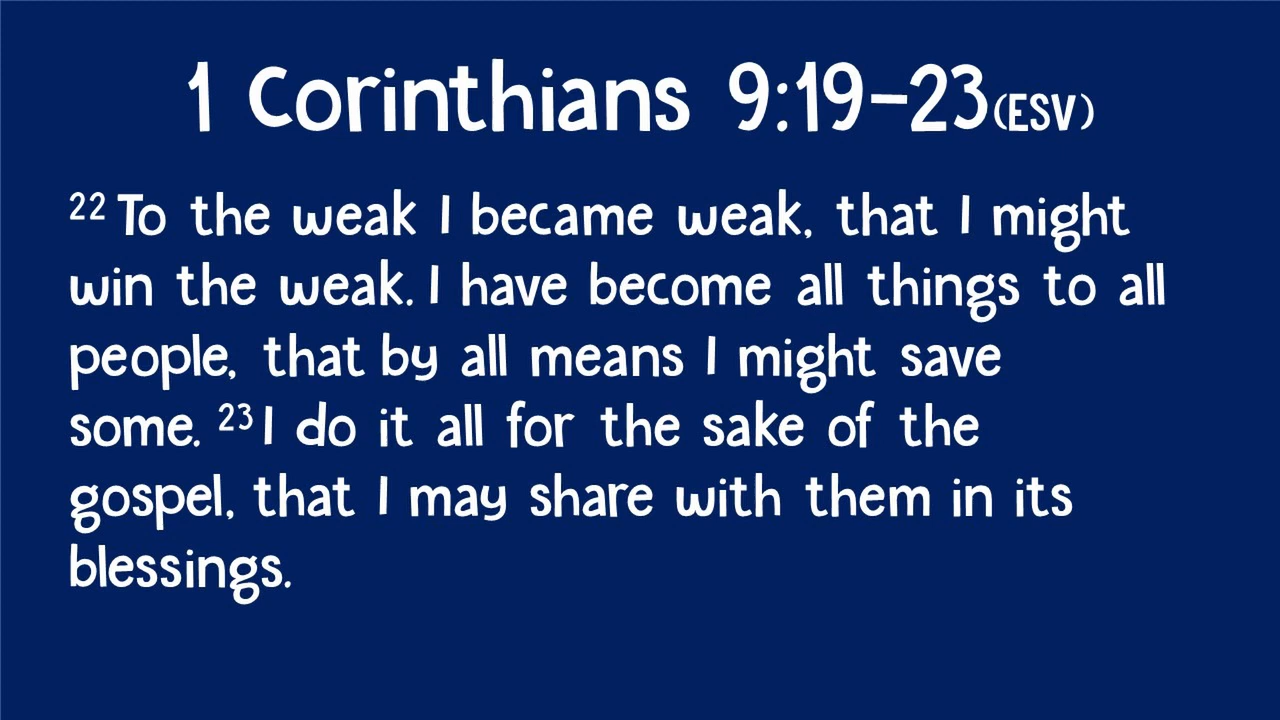 1 Corinthians 9:19-23(ESV)
22 To the weak I became weak, that I might
win the weak. I have become all things to all
people, that by all means I might save
some. 23 I do it all for the sake of the
gospel, that I may share with them in its
blessings.